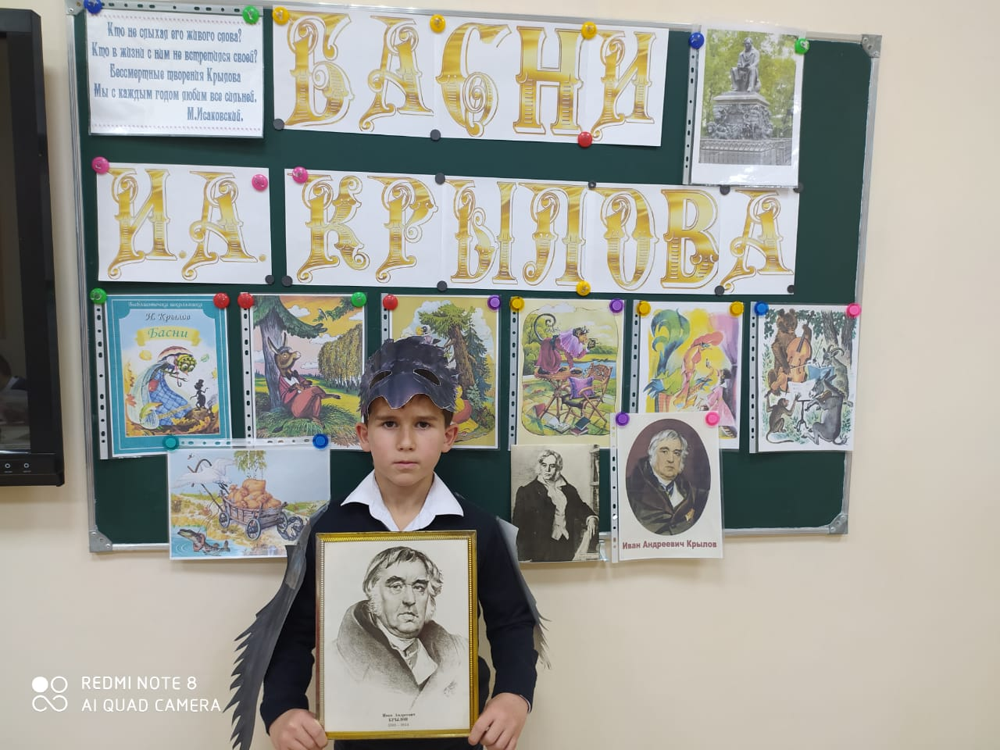 Кто не слыхал его живого слова?
Кто в жизни с ним не встретился своей?
Бессмертные творения Крылова
Мы с каждым годом любим все сильней.
М.Исаковский.
БАСНИ
И.А. КРЫЛОВА
Библиотечка школьника
И. Крылов
Басни
Иван Андреевич Крылов
Иван Андреевич
КРЫЛОВ
REDMI NOTE 8
AI QUAD CAMERA